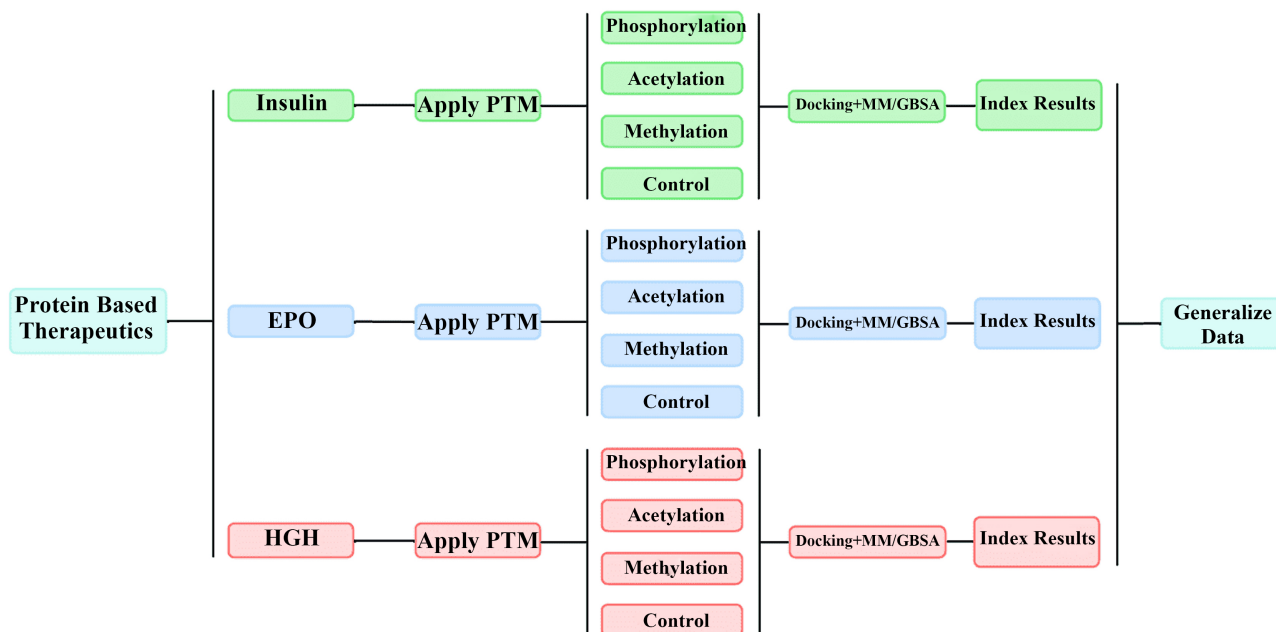 Protein Based
Therapeutics
Insulin
Apply PTM
Phosphorylation
Acetylation
Methylation
Control
Docking+MM/GBSA
Index Results
EPO
Apply PTM
Phosphorylation
Acetylation
Methylation
Control
Docking+MM/GBSA
Index Results
HGH
Apply PTM
Phosphorylation
Acetylation
Methylation
Control
Docking+MM/GBSA
Index Results
Generalize
Data